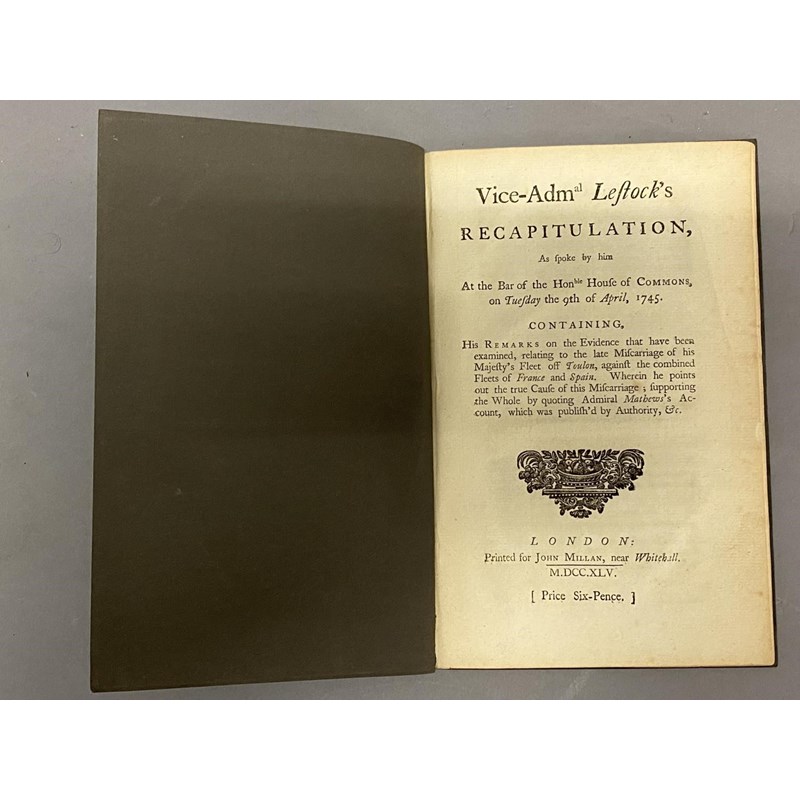 Vice-Admal Leſtock's
RECAPITULATION,
As ſpoke by him
At the Bar of the Honble Houſe of COMMONS,
on Tueſday the 9th of April, 1745.
CONTAINING,
His REMARKS on the Evidence that have been
examined, relating to the late Miſcarriage of his
Majeſty's Fleet off Toulon, againſt the combined
Fleets of France and Spain. Wherein he points
out the true Cauſe of this Miſcarriage; ſupporting
the Whole by quoting Admiral Mathews's Ac-
count, which was publiſh'd by Authority, &c.
LONDON:
Printed for JOHN MILLAN, near Whitehall.
M.DCC.XLV.
[ Price Six-Pence. ]